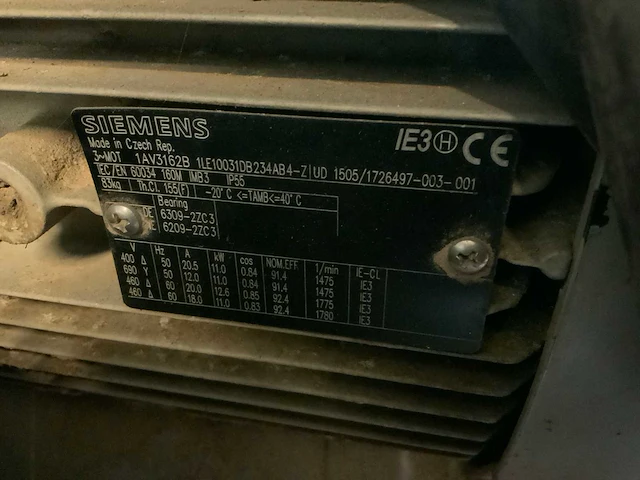 SIEMENS IE3 H CE
Made in Czech Rep.
3~MOT 1AV3162B 1LE10031DB234AB4-Z UD 1505/1726497-003-001
IEC/EN 60034 160M IMB3 IP55
83kg Th.Cl. 155(F) -20°C <=TAMB<=40°C
Bearing
DE 6309-2ZC3
6209-2ZC3
V Hz A kW cos NOM.EFF 1/min IE-CL
400 Δ 50 20.5 11.0 0.84 91.4 1475 IE3
690 Y 50 12.0 11.0 0.84 91.4 1475 IE3
460 Δ 60 20.0 12.6 0.85 92.4 1775 IE3
460 Δ 60 18.0 11.0 0.83 92.4 1780 IE3